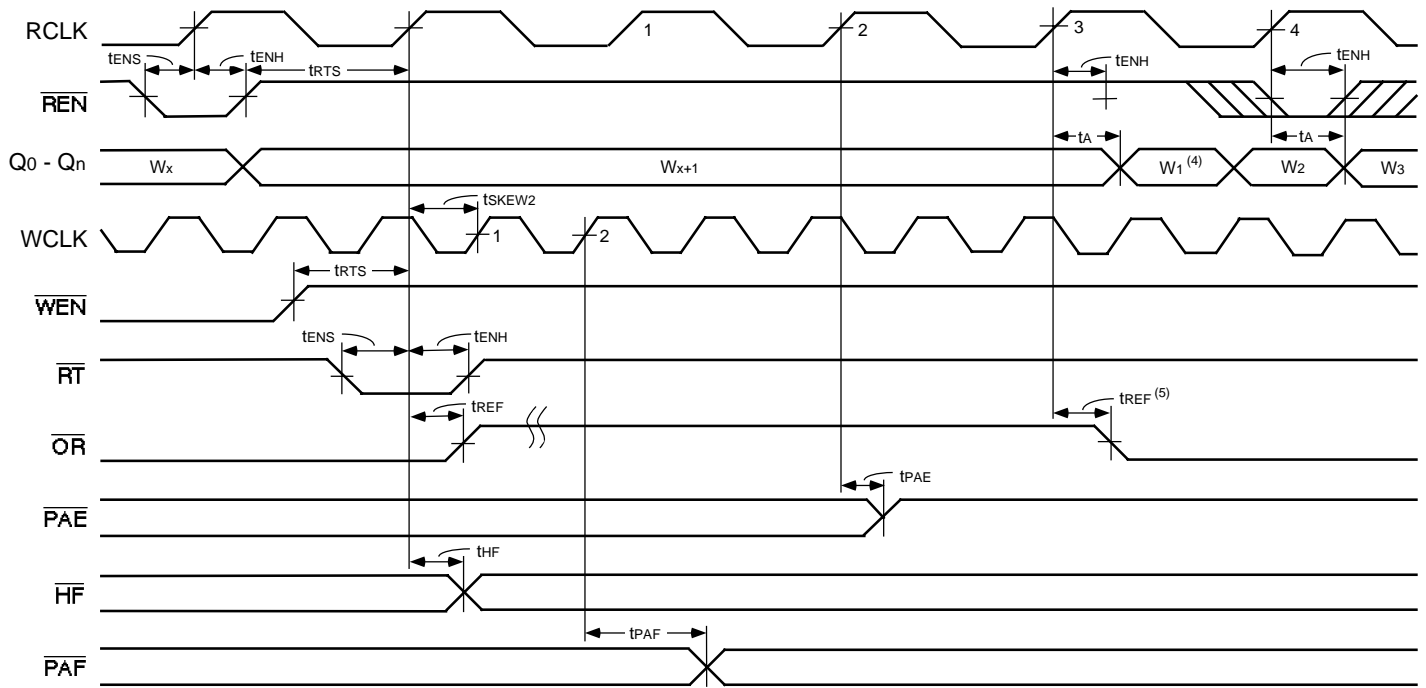 RCLK 1 2 3 4
tENS tENH tRTS tENH tENH
REN
tA tA
Q0 - Qn Wx Wx+1 W1 (4) W2 W3
tSKEW2
WCLK 1 2
tRTS
WEN
tENS tENH
RT
tREF tREF (5)
OR
tPAE
PAE
tHF
HF
tPAF
PAF